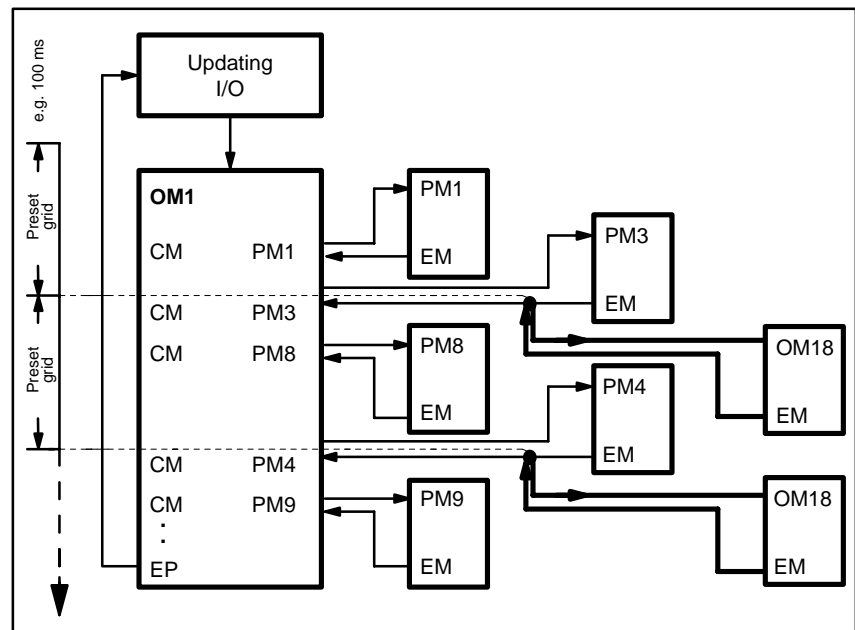 e.g. 100 ms
Updating
I/O
Preset
grid
OM1
CM PM1
PM1
EM
PM3
EM
Preset
grid
CM PM3
CM PM8
PM8
EM
OM18
EM
PM4
EM
CM PM4
CM PM9
PM9
EM
OM18
EM
:
EP